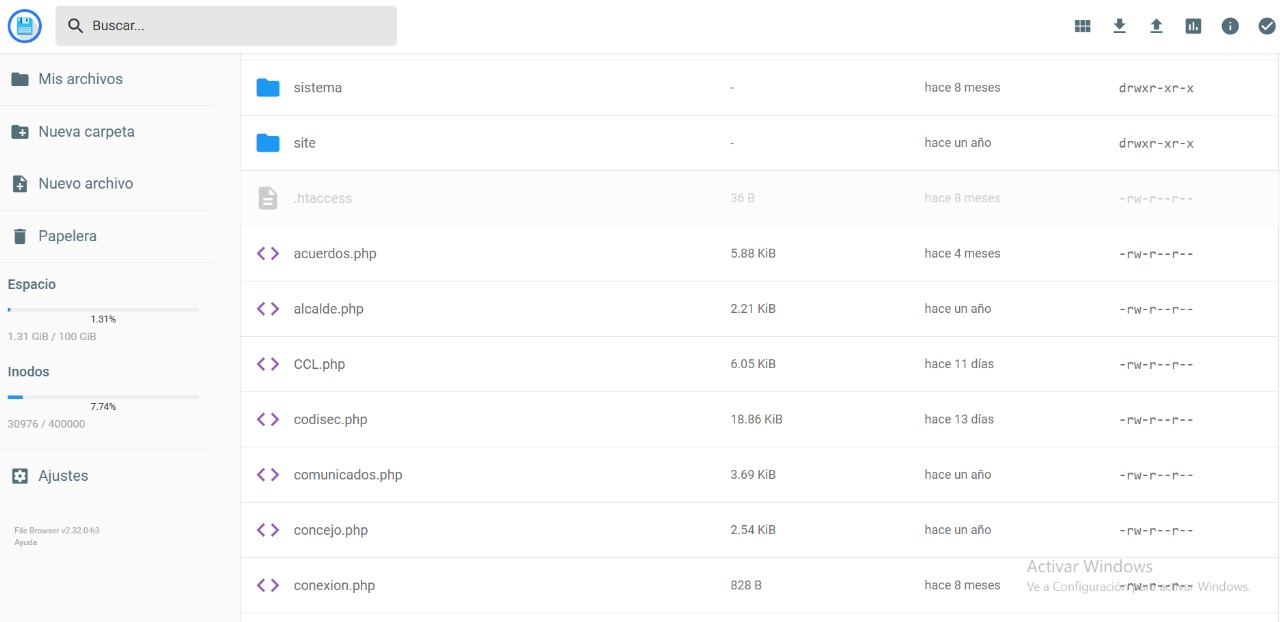 Buscar...
Mis archivos
Nueva carpeta
Nuevo archivo
Papelera
Espacio
1.31%
1.31 GiB / 100 GiB
Inodos
7.74%
30976 / 400000
Ajustes
File Browser v2.32.0-h3
Ayuda
sistema - hace 8 meses drwxr-xr-x
site - hace un año drwxr-xr-x
.htaccess 36 B hace 8 meses -rw-r--r--
acuerdos.php 5.88 KiB hace 4 meses -rw-r--r--
alcalde.php 2.21 KiB hace un año -rw-r--r--
CCL.php 6.05 KiB hace 11 días -rw-r--r--
codisec.php 18.86 KiB hace 13 días -rw-r--r--
comunicados.php 3.69 KiB hace un año -rw-r--r--
concejo.php 2.54 KiB hace un año -rw-r--r--
conexion.php 828 B hace 8 meses -rw-r--r--
Activar Windows
Ve a Configuración para activar Windows.